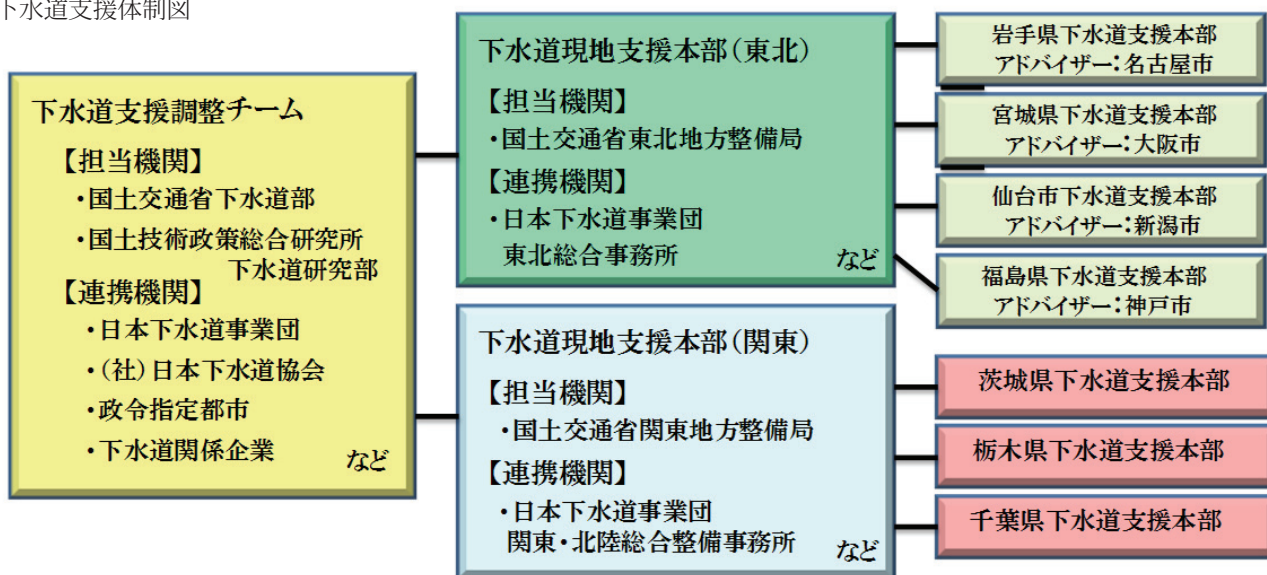 下水道支援体制図
下水道支援調整チーム
【担当機関】
・国土交通省下水道部
・国土技術政策総合研究所
下水道研究部
【連携機関】
・日本下水道事業団
・(社)日本下水道協会
・政令指定都市
・下水道関係企業
など
下水道現地支援本部(東北)
【担当機関】
・国土交通省東北地方整備局
【連携機関】
・日本下水道事業団
東北総合事務所
など
岩手県下水道支援本部
アドバイザー:名古屋市
宮城県下水道支援本部
アドバイザー:大阪市
仙台市下水道支援本部
アドバイザー:新潟市
福島県下水道支援本部
アドバイザー:神戸市
下水道現地支援本部(関東)
【担当機関】
・国土交通省関東地方整備局
【連携機関】
・日本下水道事業団
関東・北陸総合整備事務所
など
茨城県下水道支援本部
栃木県下水道支援本部
千葉県下水道支援本部